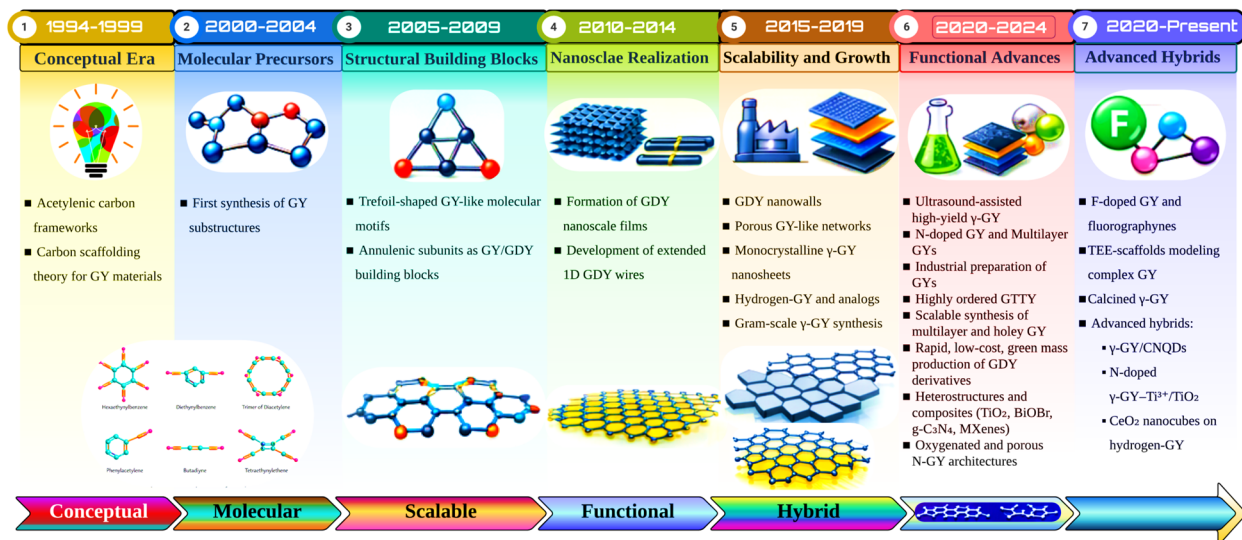 1 1994-1999
Conceptual Era
Acetylenic carbon
frameworks
Carbon scaffolding
theory for GY materials
2 2000-2004
Molecular Precursors
First synthesis of GY
substructures
3 2005-2009
Structural Building Blocks
Trefoil-shaped GY-like molecular
motifs
Annulenic subunits as GY/GDY
building blocks
4 2010-2014
Nanosclae Realization
Formation of GDY
nanoscale films
Development of extended
1D GDY wires
5 2015-2019
Scalability and Growth
GDY nanowalls
Porous GY-like networks
Monocrystalline γ-GY
nanosheets
Hydrogen-GY and analogs
Gram-scale γ-GY synthesis
6 2020-2024
Functional Advances
Ultrasound-assisted
high-yield γ-GY
N-doped GY and Multilayer
GYs
Industrial preparation of
GYs
Highly ordered GTTY
Scalable synthesis of
multilayer and holey GY
Rapid, low-cost, green mass
production of GDY
derivatives
Heterostructures and
composites (TiO₂, BiOBr,
g-C₃N₄, MXenes)
Oxygenated and porous
N-GY architectures
7 2020-Present
Advanced Hybrids
F
F-doped GY and
fluorographynes
TEE-scaffolds modeling
complex GY
Calcined γ-GY
Advanced hybrids:
γ-GY/CNQDs
N-doped
γ-GY–Ti³⁺/TiO₂
CeO₂ nanocubes on
hydrogen-GY
Hexaethynylbenzene
Diethynylbenzene
Trimer of Diacetylene
Phenylacetylene
Butadiyne
Tetraethynylethene
Conceptual
Molecular
Scalable
Functional
Hybrid